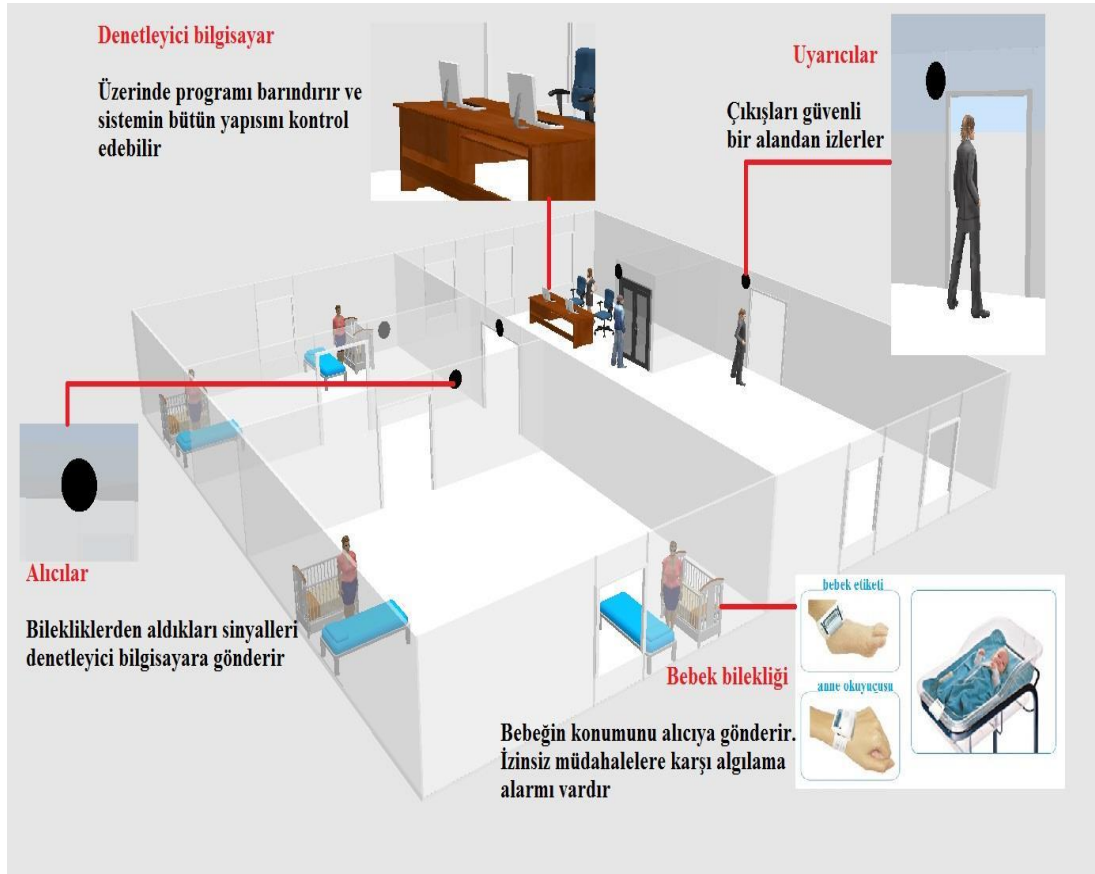 Denetleyici bilgisayar
Üzerinde programı barındırır ve
sistemin bütün yapısını kontrol
edebilir
Uyarıcılar
Çıkışları güvenli
bir alandan izlerler
Alıcılar
Bilekliklerden aldıkları sinyalleri
denetleyici bilgisayara gönderir
Bebek bilekliği
Bebeğin konumunu alıcıya gönderir.
İzinsiz müdahalelere karşı algılama
alarmı vardır
bebek etiketi
anne okuyucusu